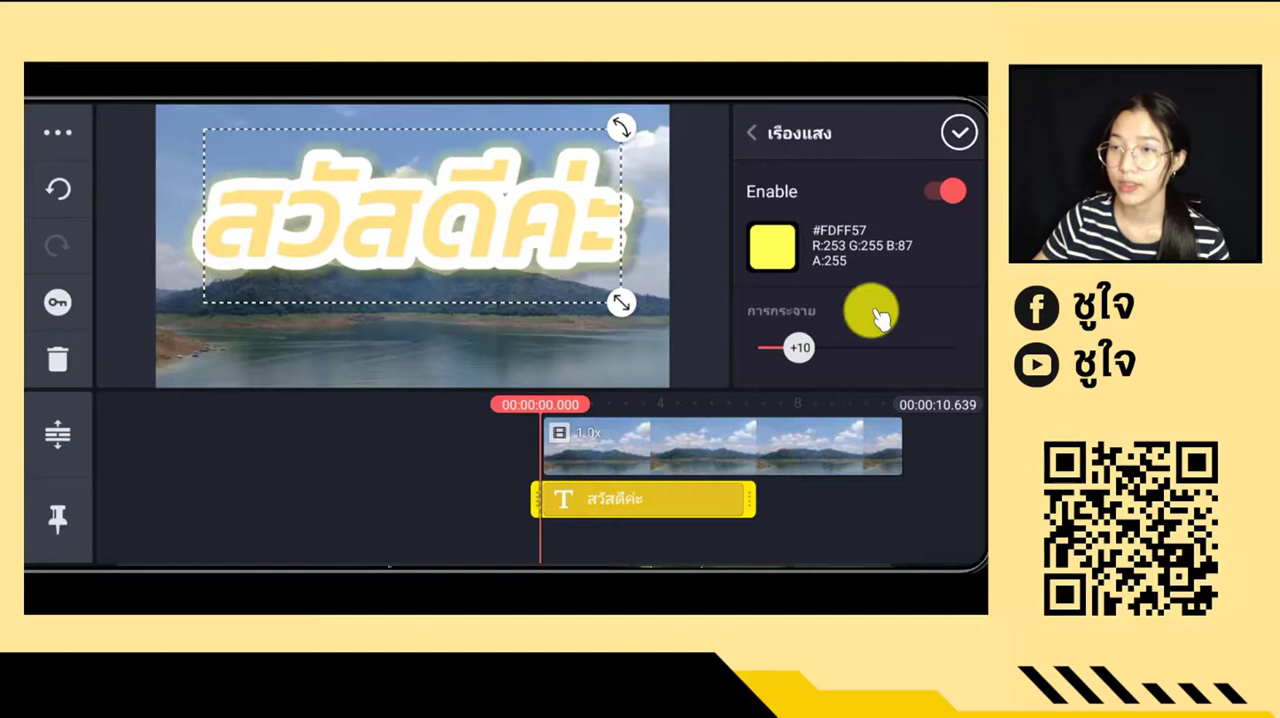 สวัสดีค่ะ
เรืองแสง
Enable
#FDFF57
R:253 G:255 B:87
A:255
การกระจาย
+10
00:00:00.000
4
8
00:00:10.639
1.0x
T สวัสดีค่ะ
f ชูใจ
ชูใจ